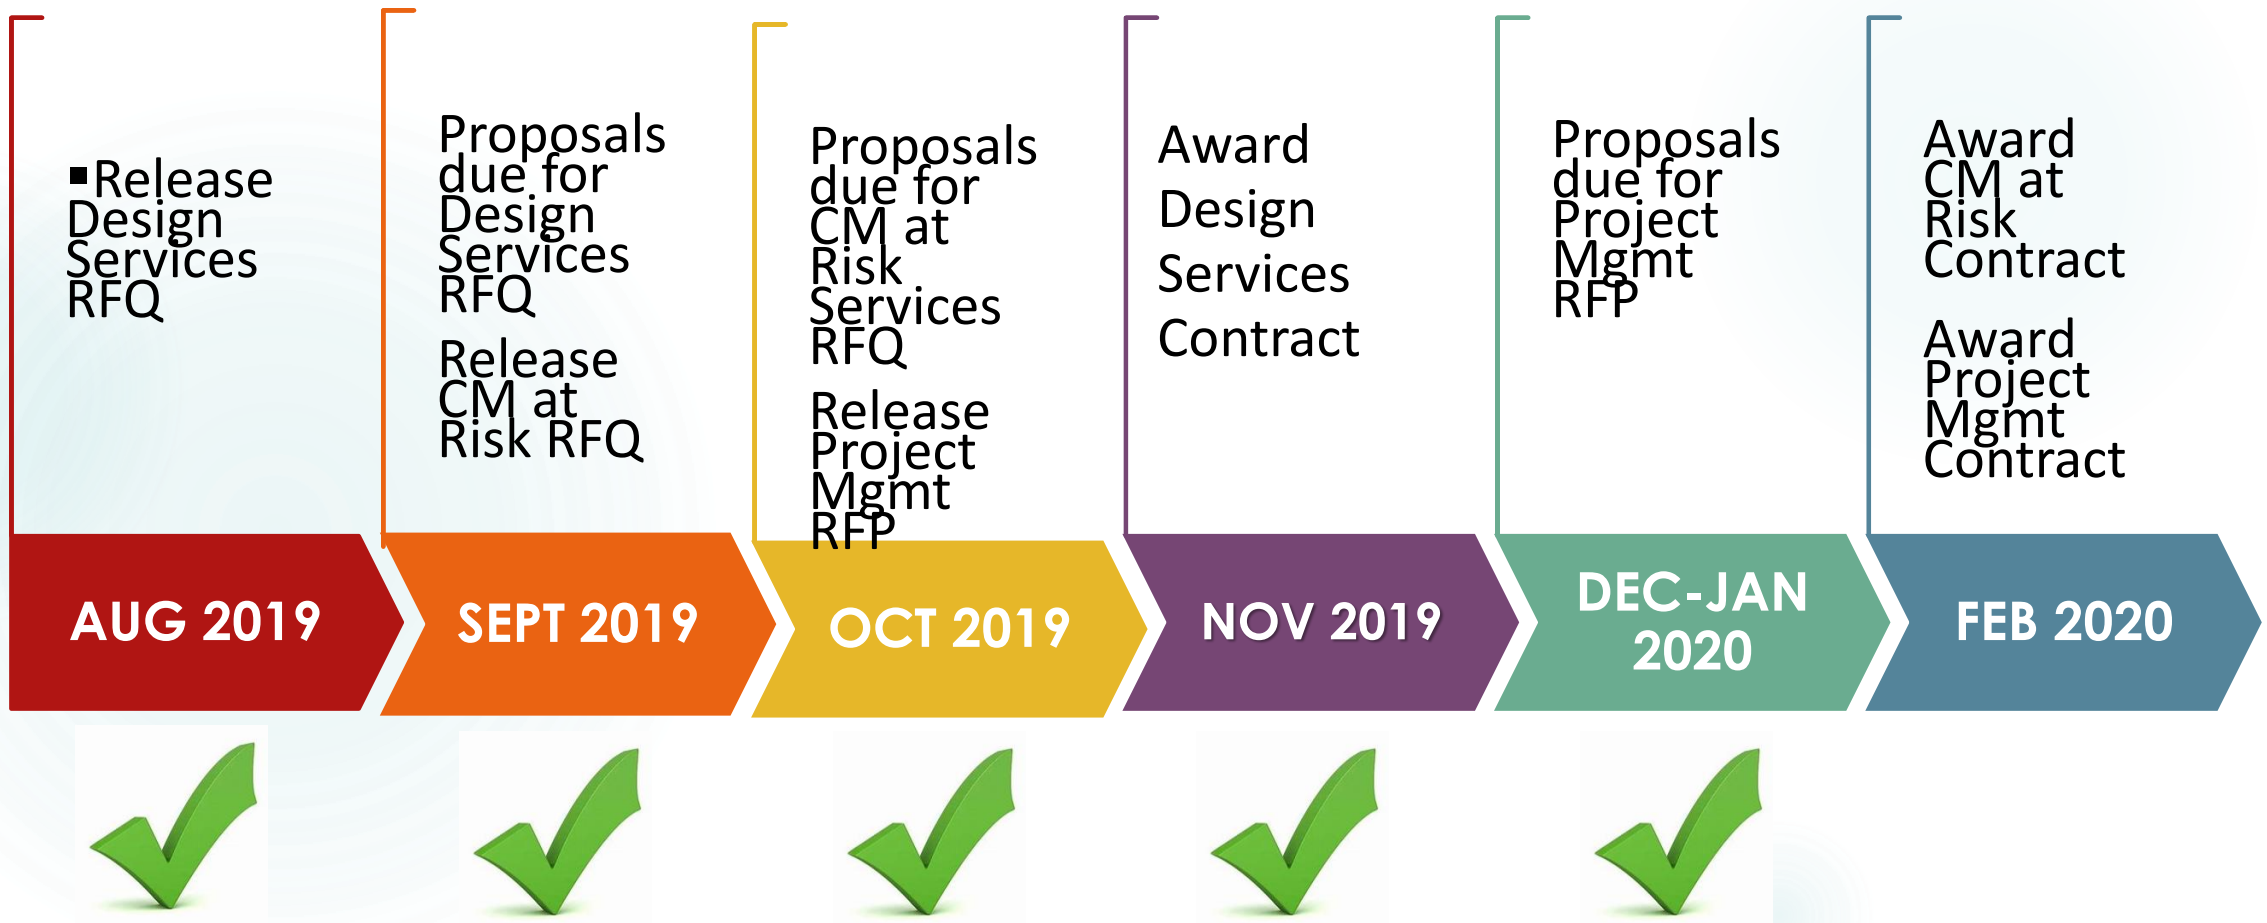 ▪Release
Design
Services
RFQ
Proposals
due for
Design
Services
RFQ
Release
CM at
Risk RFQ
Proposals
due for
CM at
Risk
Services
RFQ
Release
Project
Mgmt
RFP
Award
Design
Services
Contract
Proposals
due for
Project
Mgmt
RFP
Award
CM at
Risk
Contract
Award
Project
Mgmt
Contract
AUG 2019
SEPT 2019
OCT 2019
NOV 2019
DEC-JAN
2020
FEB 2020